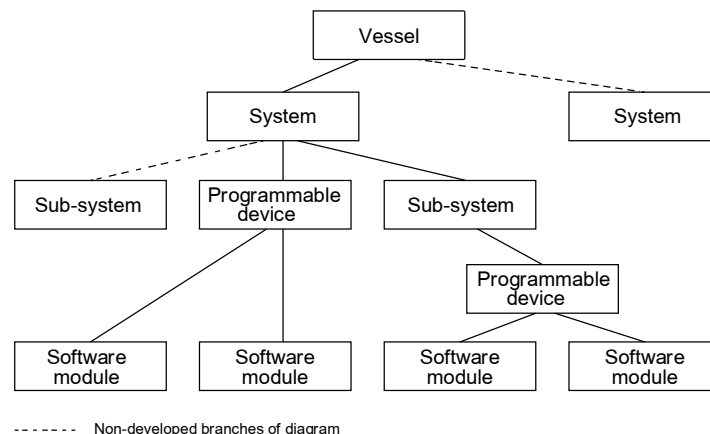 Vessel
System
System
Sub-system
Programmable
device
Sub-system
Programmable
device
Software
module
Software
module
Software
module
Software
module
Non-developed branches of diagram